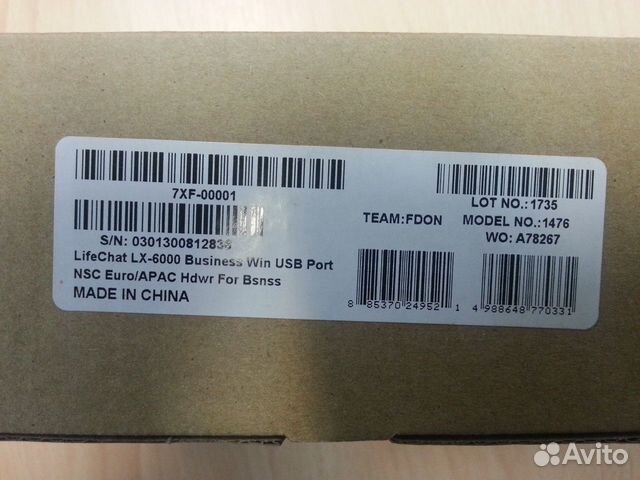 7XF-00001
S/N: 0301300812838
LifeChat LX-6000 Business Win USB Port
NSC Euro/APAC Hdwr For Bsnss
MADE IN CHINA
TEAM:FDON
LOT NO.:1735
MODEL NO.:1476
WO: A78267
8 85370 24952 1
4 988648 770331
Avito